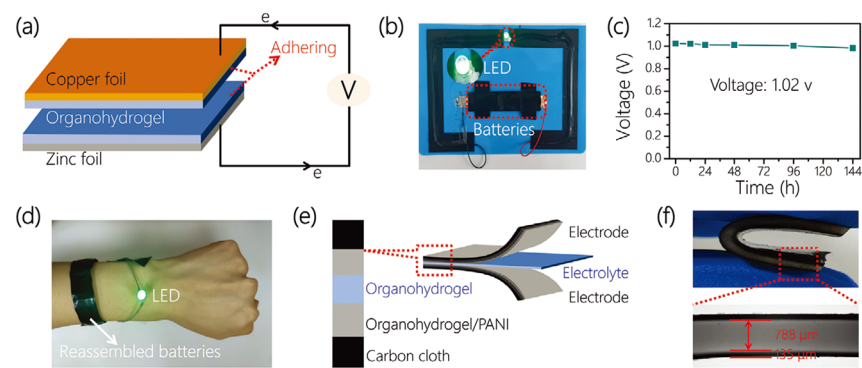 (a)
e
Copper foil
Adhering
Organohydrogel
Zinc foil
V
e
(b)
LED
Batteries
(c)
Voltage (V)
1.2
1.0
0.8
0.6
0.4
0.2
0.0
Voltage: 1.02 v
0 24 48 72 96 120 144
Time (h)
(d)
LED
Reassembled batteries
(e)
Electrode
Electrolyte
Electrode
Organohydrogel
Organohydrogel/PANI
Carbon cloth
(f)
788 μm
135 μm